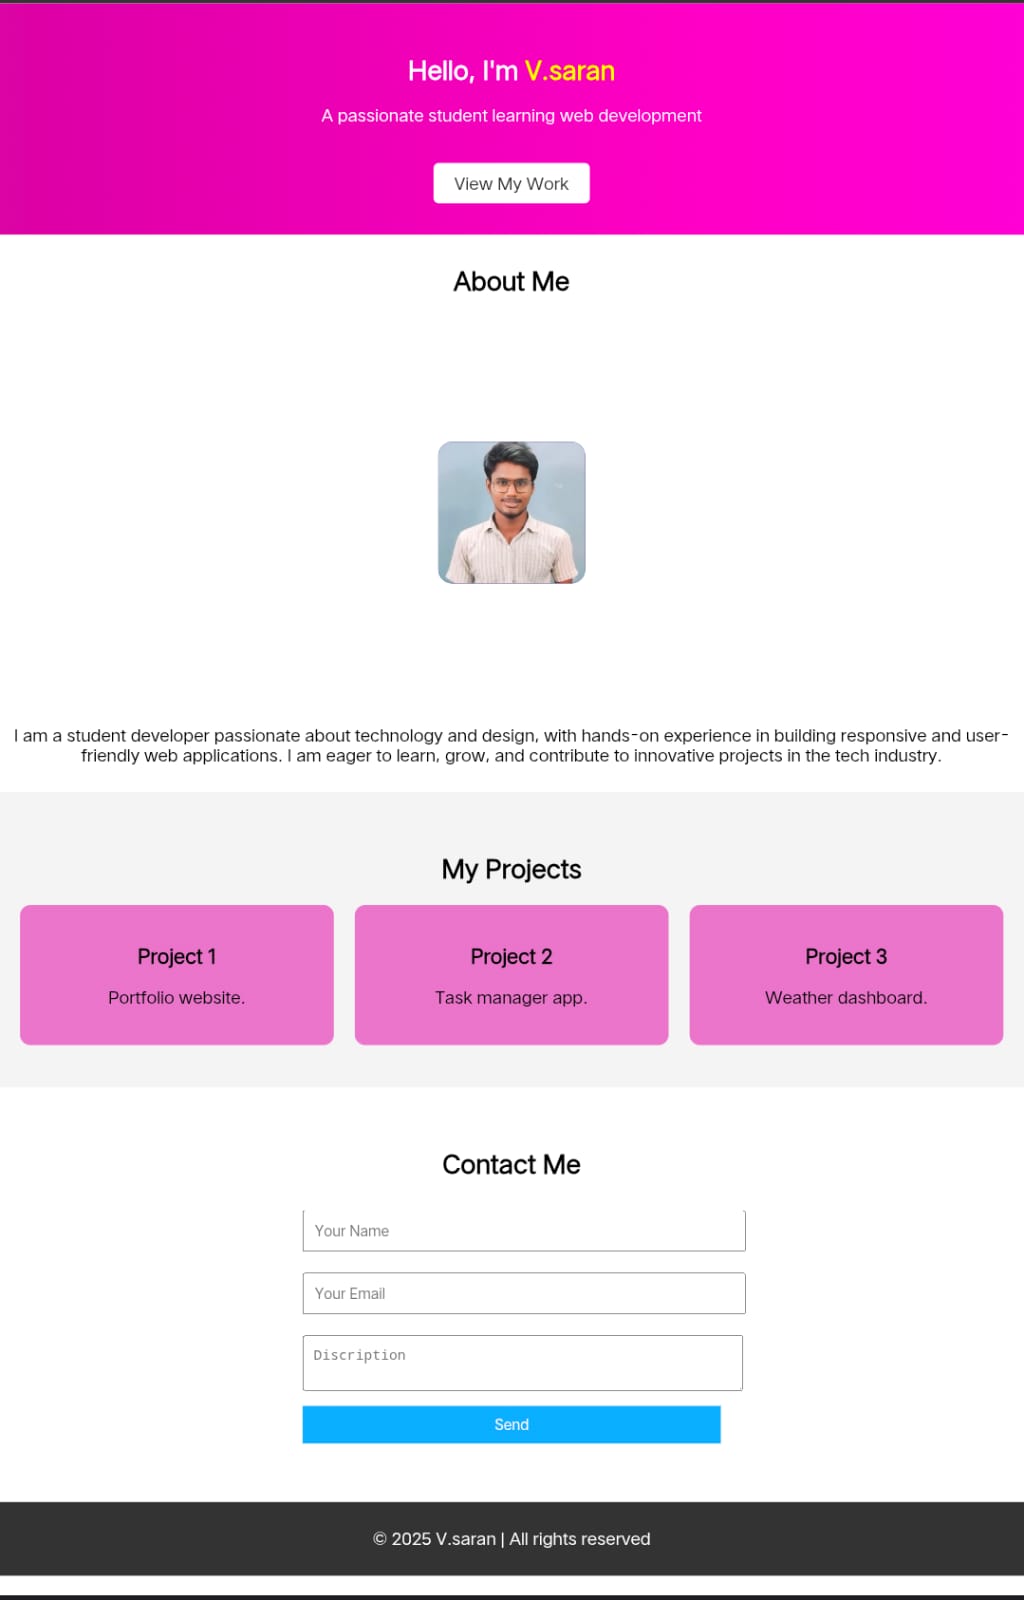 Hello, I'm V.saran
A passionate student learning web development
View My Work
About Me
I am a student developer passionate about technology and design, with hands-on experience in building responsive and user-
friendly web applications. I am eager to learn, grow, and contribute to innovative projects in the tech industry.
My Projects
Project 1
Portfolio website.
Project 2
Task manager app.
Project 3
Weather dashboard.
Contact Me
Your Name
Your Email
Discription
Send
© 2025 V.saran | All rights reserved